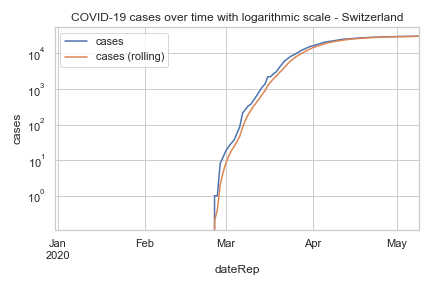 COVID-19 cases over time with logarithmic scale - Switzerland
cases
cases (rolling)
10⁴
10³
10²
10¹
10⁰
cases
Jan
2020
Feb
Mar
Apr
May
dateRep